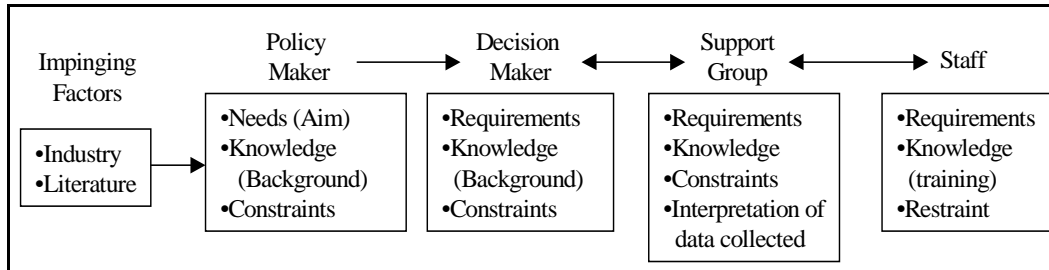 Impinging
Factors
•Industry
•Literature
Policy
Maker
•Needs (Aim)
•Knowledge
(Background)
•Constraints
Decision
Maker
•Requirements
•Knowledge
(Background)
•Constraints
Support
Group
•Requirements
•Knowledge
•Constraints
•Interpretation of
data collected
Staff
•Requirements
•Knowledge
(training)
•Restraint